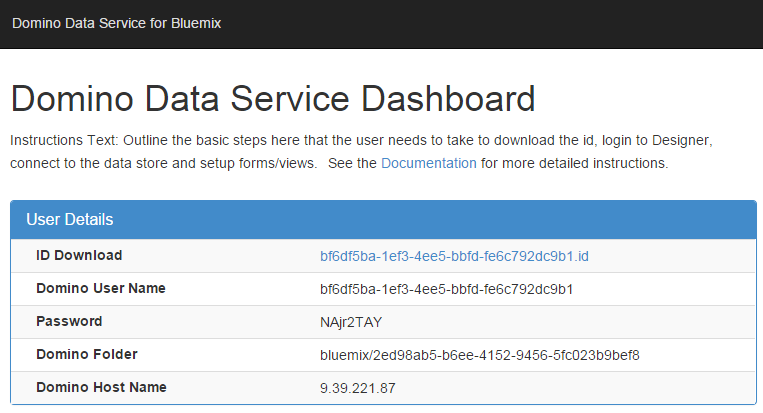 Domino Data Service for Bluemix
Domino Data Service Dashboard
Instructions Text: Outline the basic steps here that the user needs to take to download the id, login to Designer,
connect to the data store and setup forms/views. See the Documentation for more detailed instructions.
User Details
ID Download bf6df5ba-1ef3-4ee5-bbfd-fe6c792dc9b1.id
Domino User Name bf6df5ba-1ef3-4ee5-bbfd-fe6c792dc9b1
Password NAjr2TAY
Domino Folder bluemix/2ed98ab5-b6ee-4152-9456-5fc023b9bef8
Domino Host Name 9.39.221.87